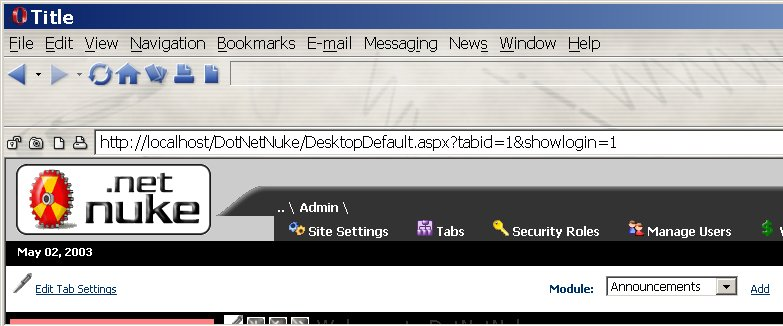 Title
File Edit View Navigation Bookmarks E-mail Messaging News Window Help
http://localhost/DotNetNuke/DesktopDefault.aspx?tabid=1&showlogin=1
.net
nuke
.. \ Admin \
Site Settings Tabs Security Roles Manage Users
May 02, 2003
Edit Tab Settings Module: Announcements Add